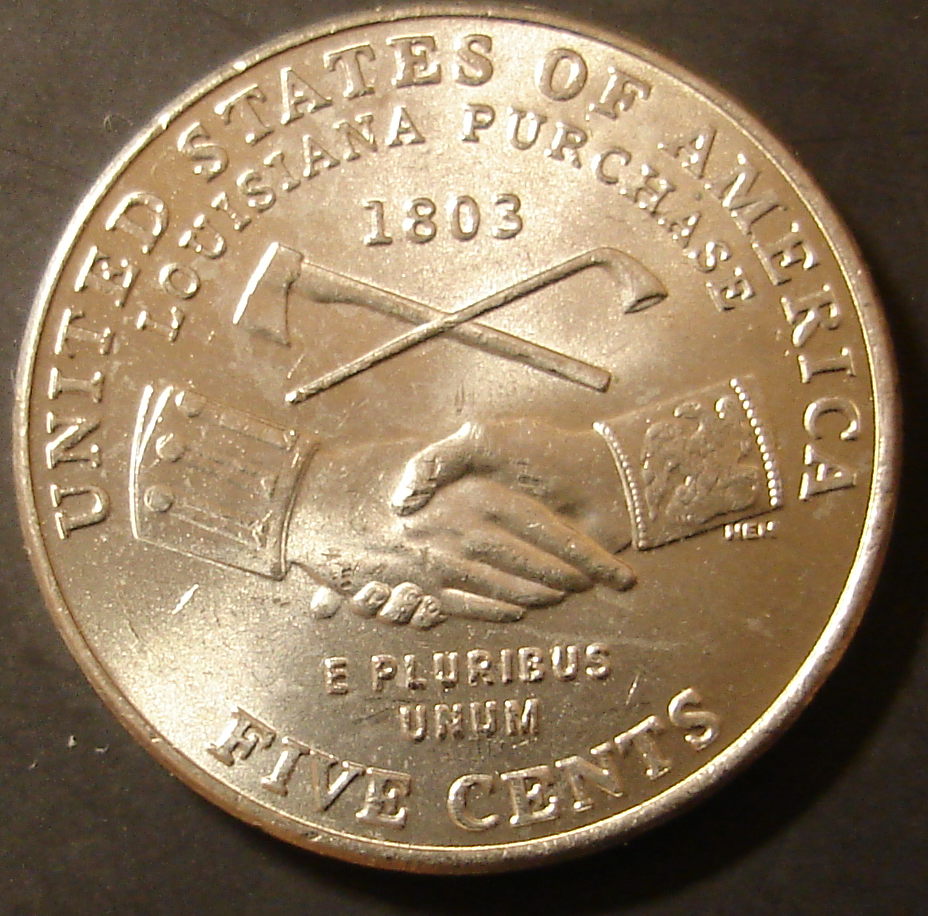 UNITED STATES OF AMERICA
LOUISIANA PURCHASE
1803
E PLURIBUS
UNUM
FIVE CENTS